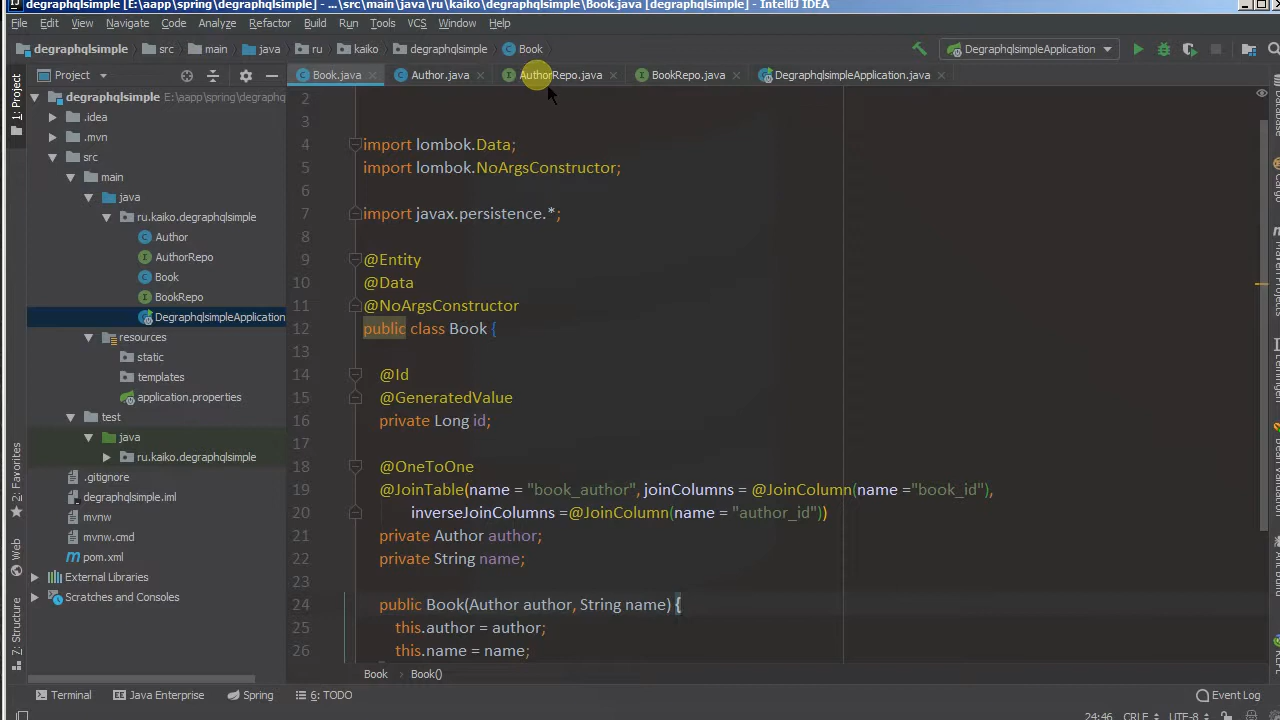 degraphqlsimple [E:\aapp\spring\degraphqlsimple] - ...\src\main\java\ru\kaiko\degraphqlsimple\Book.java [degraphqlsimple] - IntelliJ IDEA
File Edit View Navigate Code Analyze Refactor Build Run Tools VCS Window Help
degraphqlsimple src main java ru kaiko degraphqlsimple Book DegraphqlsimpleApplication
Project Book.java Author.java AuthorRepo.java BookRepo.java DegraphqlsimpleApplication.java
1: Project
degraphqlsimple E:\aapp\spring\degraphq
.idea
.mvn
src
main
java
ru.kaiko.degraphqlsimple
Author
AuthorRepo
Book
BookRepo
DegraphqlsimpleApplication
resources
static
templates
application.properties
test
java
ru.kaiko.degraphqlsimple
.gitignore
degraphqlsimple.iml
mvnw
mvnw.cmd
pom.xml
External Libraries
Scratches and Consoles
2: Favorites
Web
7: Structure
2
3
4 import lombok.Data;
5 import lombok.NoArgsConstructor;
6
7 import javax.persistence.*;
8
9 @Entity
10 @Data
11 @NoArgsConstructor
12 public class Book {
13
14 @Id
15 @GeneratedValue
16 private Long id;
17
18 @OneToOne
19 @JoinTable(name = "book_author", joinColumns = @JoinColumn(name ="book_id"),
20 inverseJoinColumns =@JoinColumn(name = "author_id"))
21 private Author author;
22 private String name;
23
24 public Book(Author author, String name) {
25 this.author = author;
26 this.name = name;
Book Book()
Terminal Java Enterprise Spring 6: TODO Event Log
24:46 CRLF UTF-8